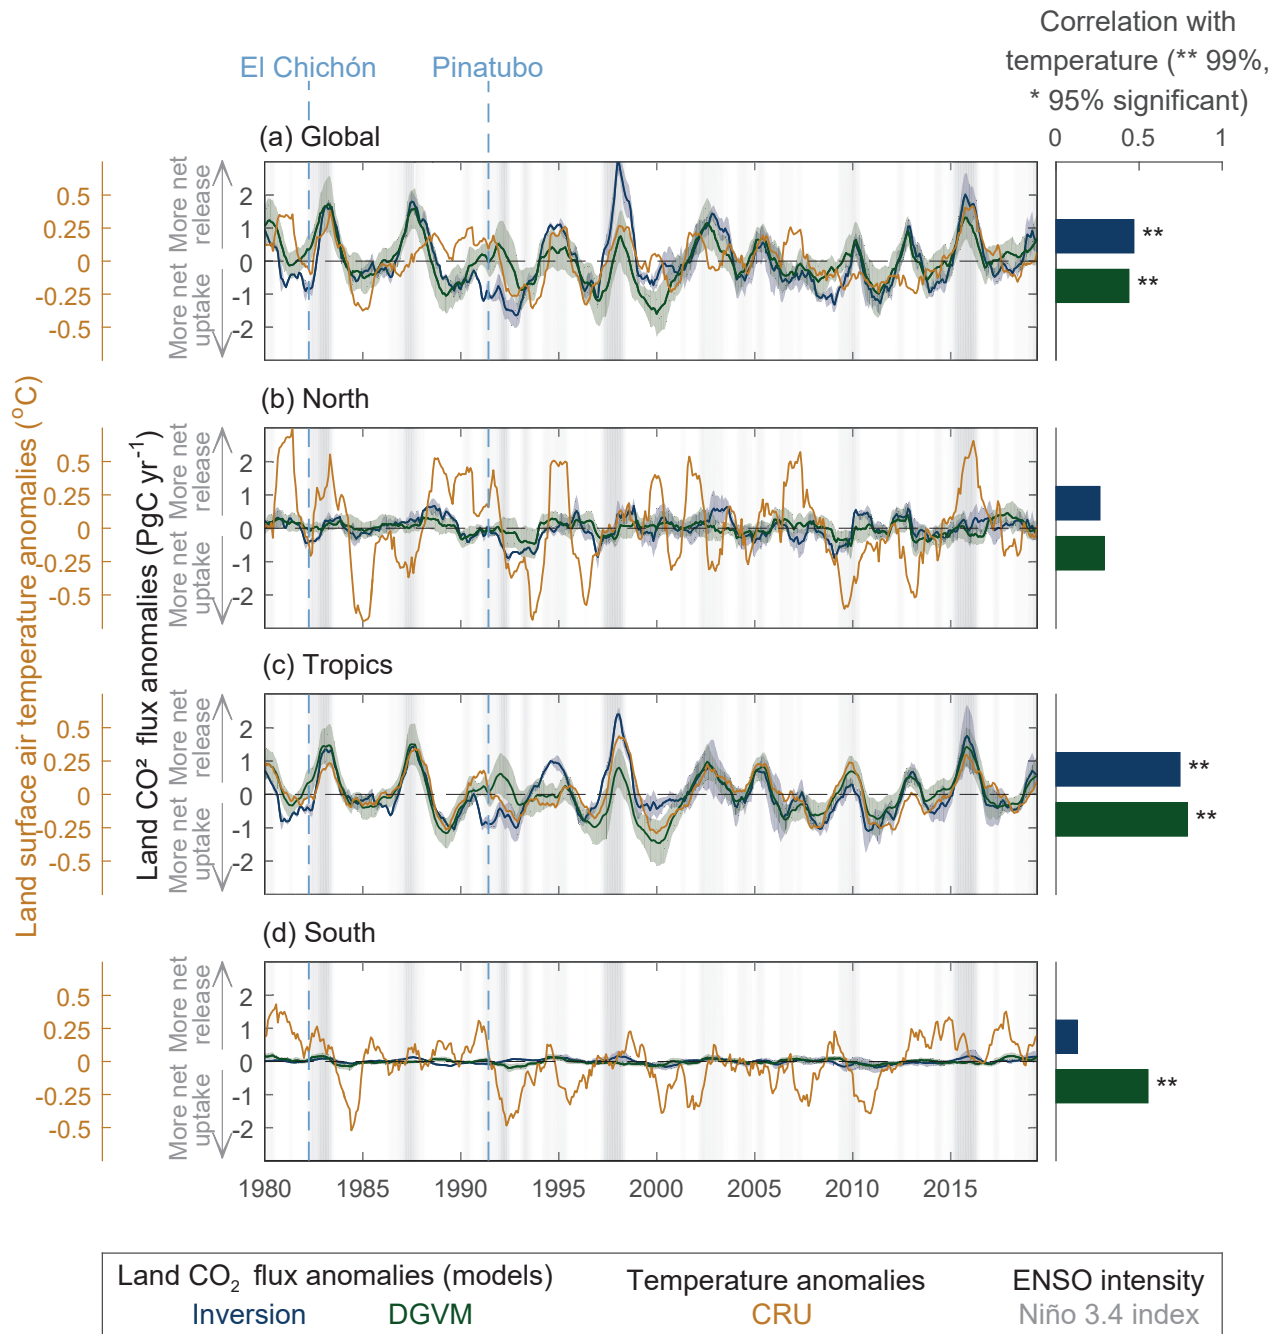 Correlation with
temperature (** 99%,
* 95% significant)
El Chichón
Pinatubo
0 0.5 1
(a) Global
Land surface air temperature anomalies (°C)
Land CO² flux anomalies (PgC yr-1)
More net release
More net uptake
0.5
0.25
0
-0.25
-0.5
2
1
0
-1
-2
**
**
(b) North
More net release
More net uptake
0.5
0.25
0
-0.25
-0.5
2
1
0
-1
-2
(c) Tropics
More net release
More net uptake
0.5
0.25
0
-0.25
-0.5
2
1
0
-1
-2
**
**
(d) South
More net release
More net uptake
0.5
0.25
0
-0.25
-0.5
2
1
0
-1
-2
**
1980 1985 1990 1995 2000 2005 2010 2015
Land CO2 flux anomalies (models)
Inversion DGVM
Temperature anomalies
CRU
ENSO intensity
Niño 3.4 index